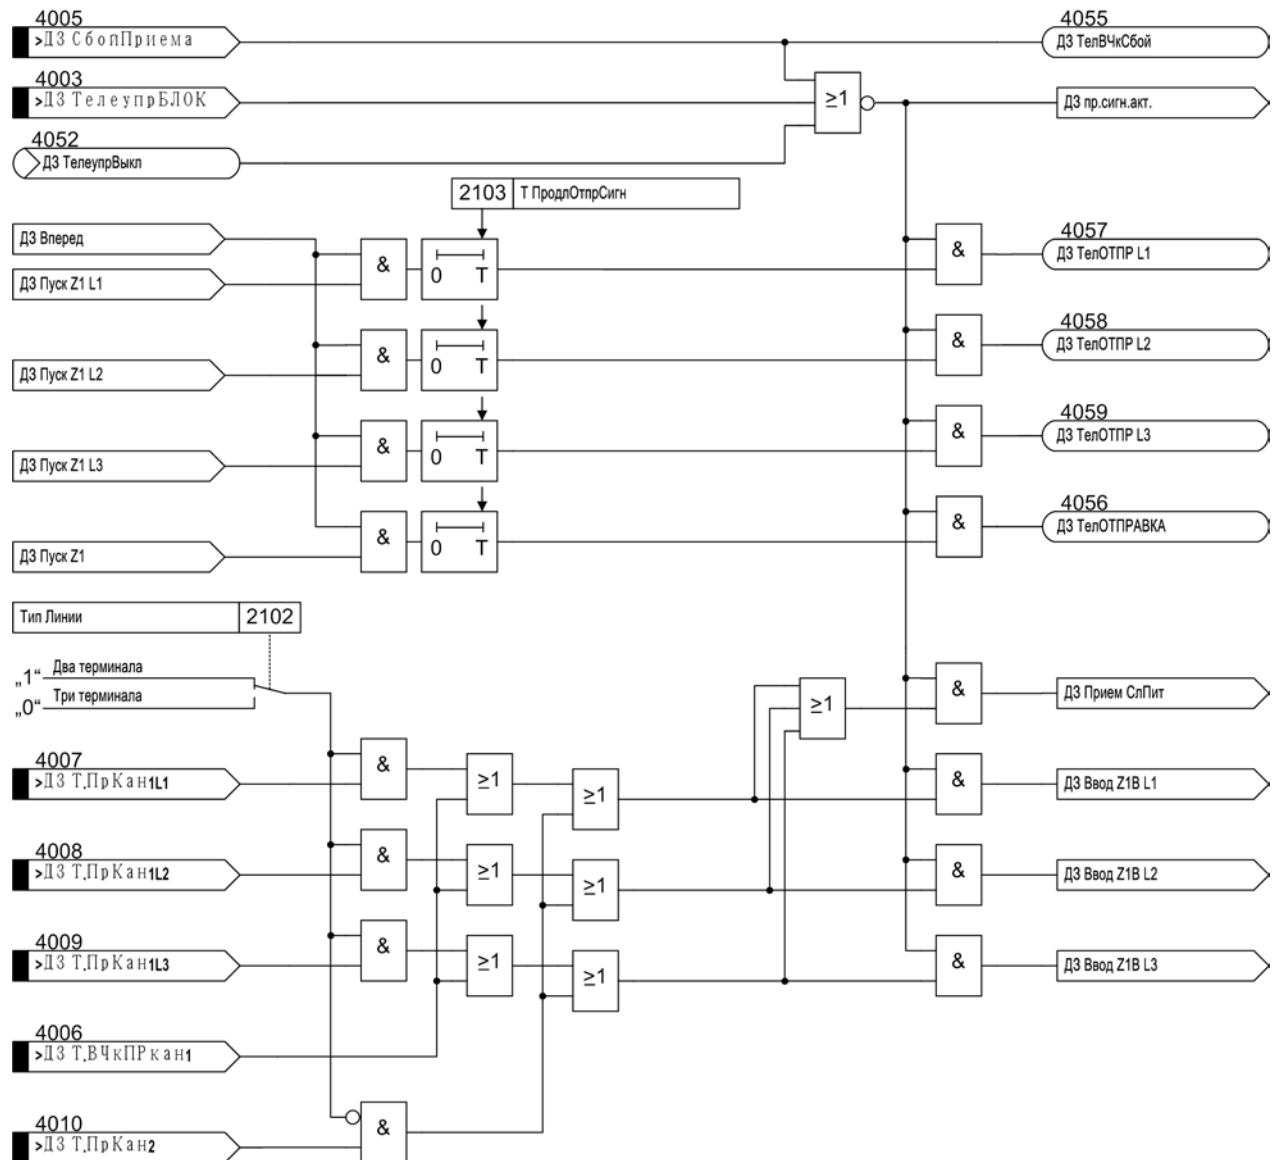 4005
>ДЗ СбойПриема
4055
ДЗ ТелВЧкСбой
4003
>ДЗ ТелеупрБЛОК
≥1
ДЗ пр.сигн.акт.
4052
ДЗ ТелеупрВыкл
2103 Т ПродлОтпрСигн
ДЗ Вперед
&
0 T
&
4057
ДЗ ТелОТПР L1
ДЗ Пуск Z1 L1
&
0 T
&
4058
ДЗ ТелОТПР L2
ДЗ Пуск Z1 L2
&
0 T
&
4059
ДЗ ТелОТПР L3
ДЗ Пуск Z1 L3
&
0 T
&
4056
ДЗ ТелОТПРАВКА
ДЗ Пуск Z1
Тип Линии 2102
„1“ Два терминала
„0“ Три терминала
≥1
&
ДЗ Прием СлПит
4007
>ДЗ Т.ПрКан1L1
&
≥1
≥1
&
ДЗ Ввод Z1B L1
4008
>ДЗ Т.ПрКан1L2
&
≥1
≥1
&
ДЗ Ввод Z1B L2
4009
>ДЗ Т.ПрКан1L3
&
≥1
≥1
&
ДЗ Ввод Z1B L3
4006
>ДЗ Т.ВЧкПРкан1
4010
>ДЗ Т.ПрКан2
&